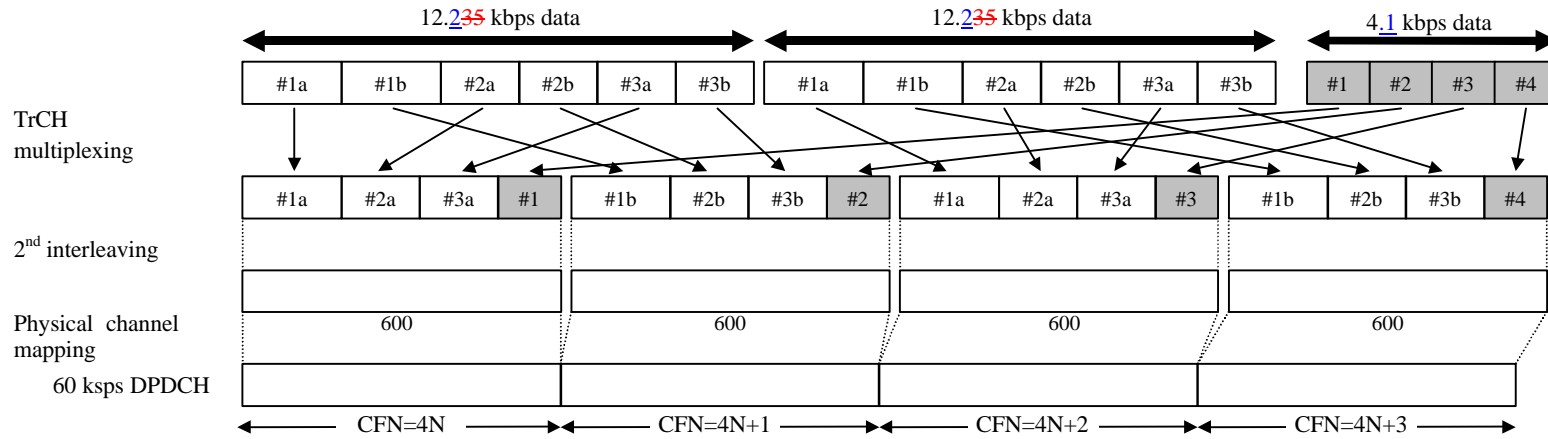 12.235 kbps data 12.235 kbps data 4.1 kbps data
#1a #1b #2a #2b #3a #3b #1a #1b #2a #2b #3a #3b #1 #2 #3 #4
TrCH
multiplexing
#1a #2a #3a #1 #1b #2b #3b #2 #1a #2a #3a #3 #1b #2b #3b #4
2nd interleaving
Physical channel
mapping
600 600 600 600
60 ksps DPDCH
CFN=4N CFN=4N+1 CFN=4N+2 CFN=4N+3